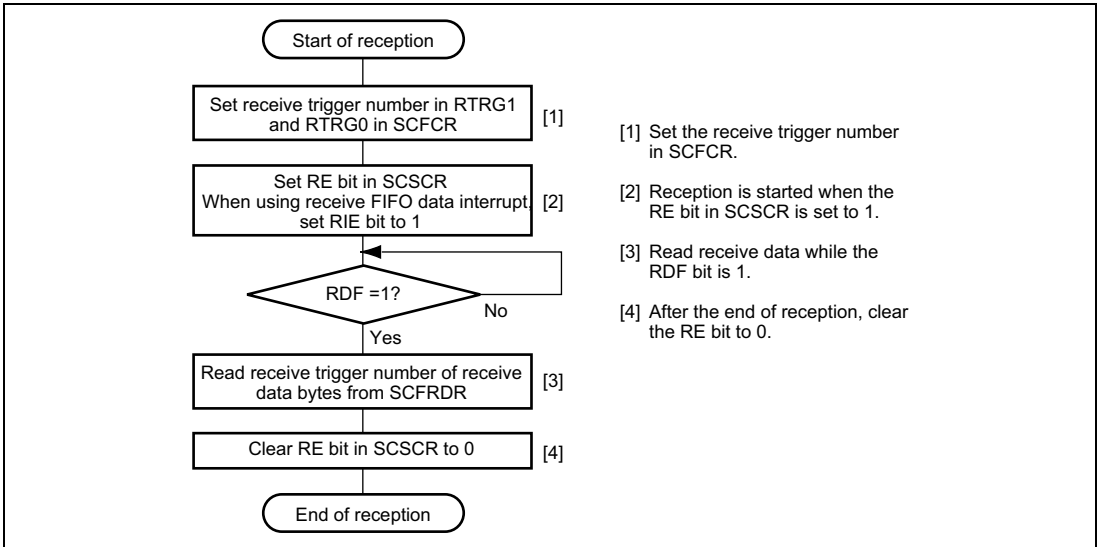 Start of reception
Set receive trigger number in RTRG1
and RTRG0 in SCFCR
[1]
Set RE bit in SCSCR
When using receive FIFO data interrupt,
set RIE bit to 1
[2]
RDF =1?
No
Yes
Read receive trigger number of receive
data bytes from SCFRDR
[3]
Clear RE bit in SCSCR to 0
[4]
End of reception
[1] Set the receive trigger number
in SCFCR.
[2] Reception is started when the
RE bit in SCSCR is set to 1.
[3] Read receive data while the
RDF bit is 1.
[4] After the end of reception, clear
the RE bit to 0.